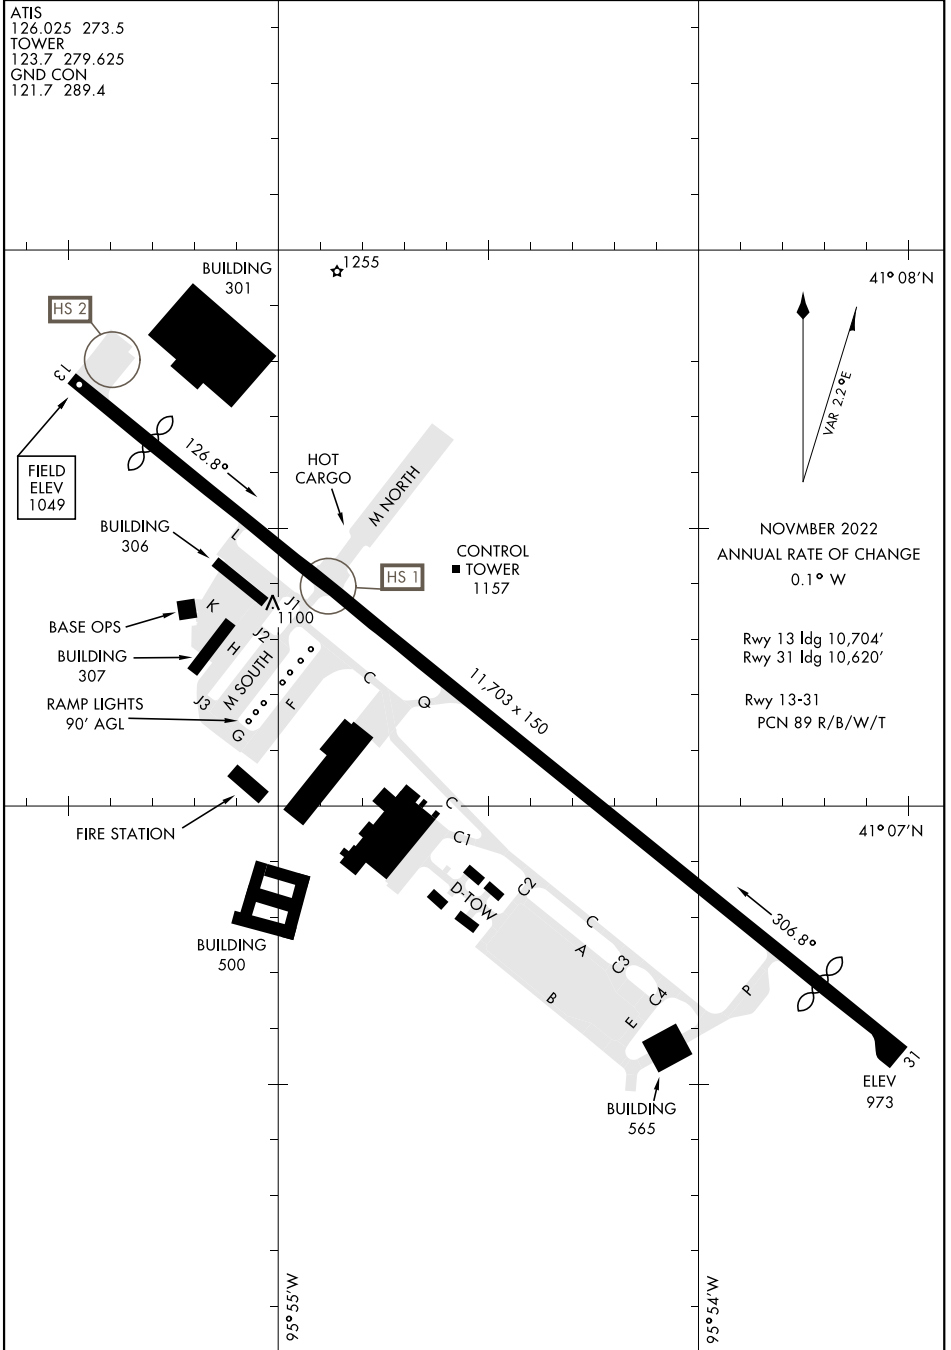 ATIS
126.025 273.5
TOWER
123.7 279.625
GND CON
121.7 289.4
1255
BUILDING
301
41° 08'N
HS 2
13
VAR 2.2°E
126.8°
FIELD
ELEV
1049
HOT
CARGO
M NORTH
NOVMBER 2022
ANNUAL RATE OF CHANGE
0.1° W
BUILDING
306
L
CONTROL
TOWER
1157
HS 1
J1
1100
K
BASE OPS
J2
H
BUILDING
307
Rwy 13 ldg 10,704'
Rwy 31 ldg 10,620'
M SOUTH
C
11,703 x 150
Rwy 13-31
PCN 89 R/B/W/T
RAMP LIGHTS
90' AGL
J3
F
Q
G
C
FIRE STATION
41° 07'N
C1
C2
D-TOW
C
306.8°
BUILDING
500
A
C3
B
C4
P
E
31
ELEV
973
BUILDING
565
95° 55'W
95° 54'W